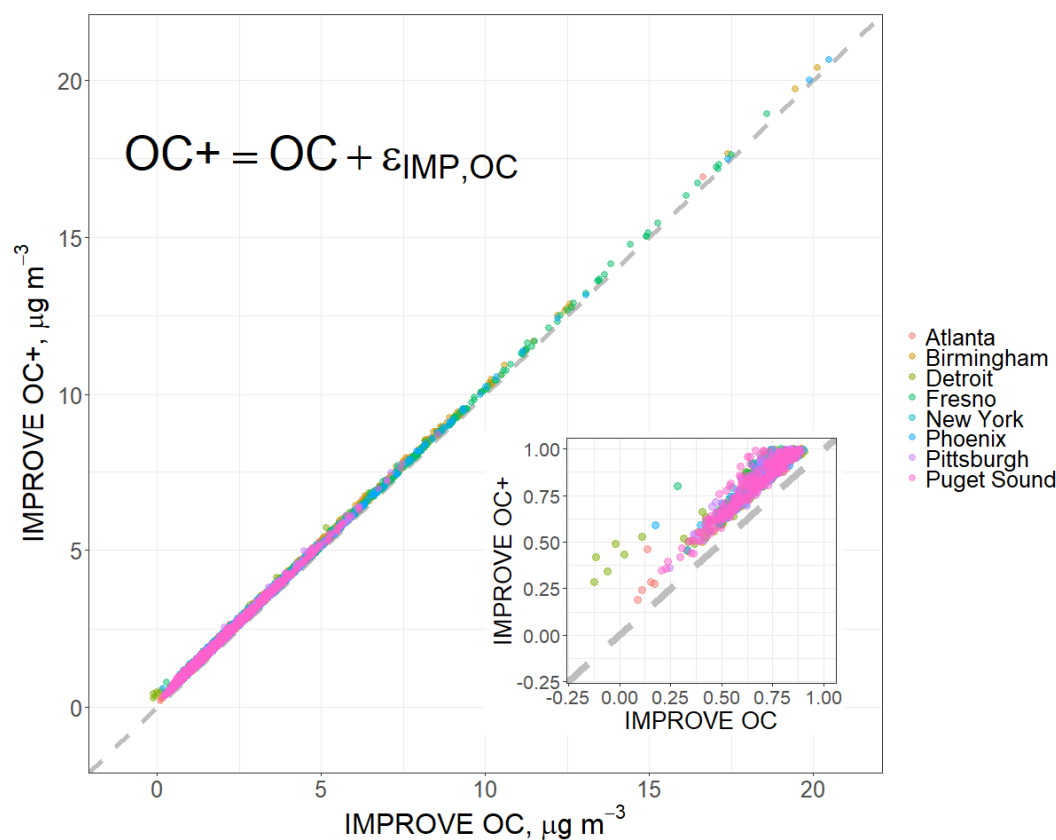 OC+ = OC + ε_IMP,OC
IMPROVE OC+, μg m⁻³
20
15
10
5
0
0 5 10 15 20
IMPROVE OC, μg m⁻³
IMPROVE OC+
1.00
0.75
0.50
0.25
0.00
-0.25
-0.25 0.00 0.25 0.50 0.75 1.00
IMPROVE OC
Atlanta
Birmingham
Detroit
Fresno
New York
Phoenix
Pittsburgh
Puget Sound